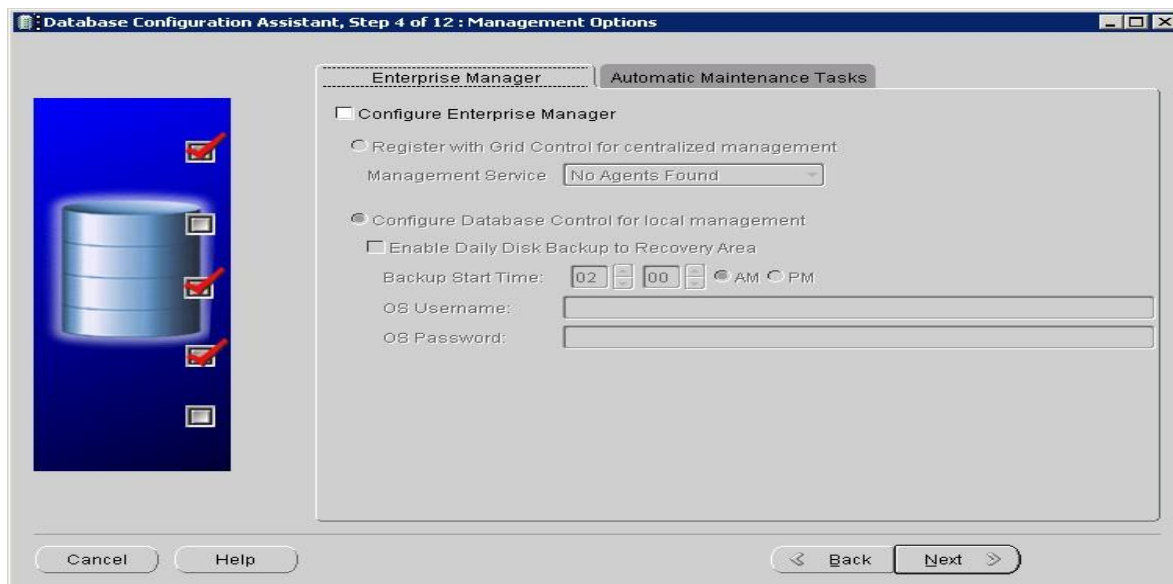 Database Configuration Assistant, Step 4 of 12 : Management Options
Enterprise Manager
Automatic Maintenance Tasks
Configure Enterprise Manager
Register with Grid Control for centralized management
Management Service No Agents Found
Configure Database Control for local management
Enable Daily Disk Backup to Recovery Area
Backup Start Time: 02 00 AM PM
OS Username:
OS Password:
Cancel Help Back Next